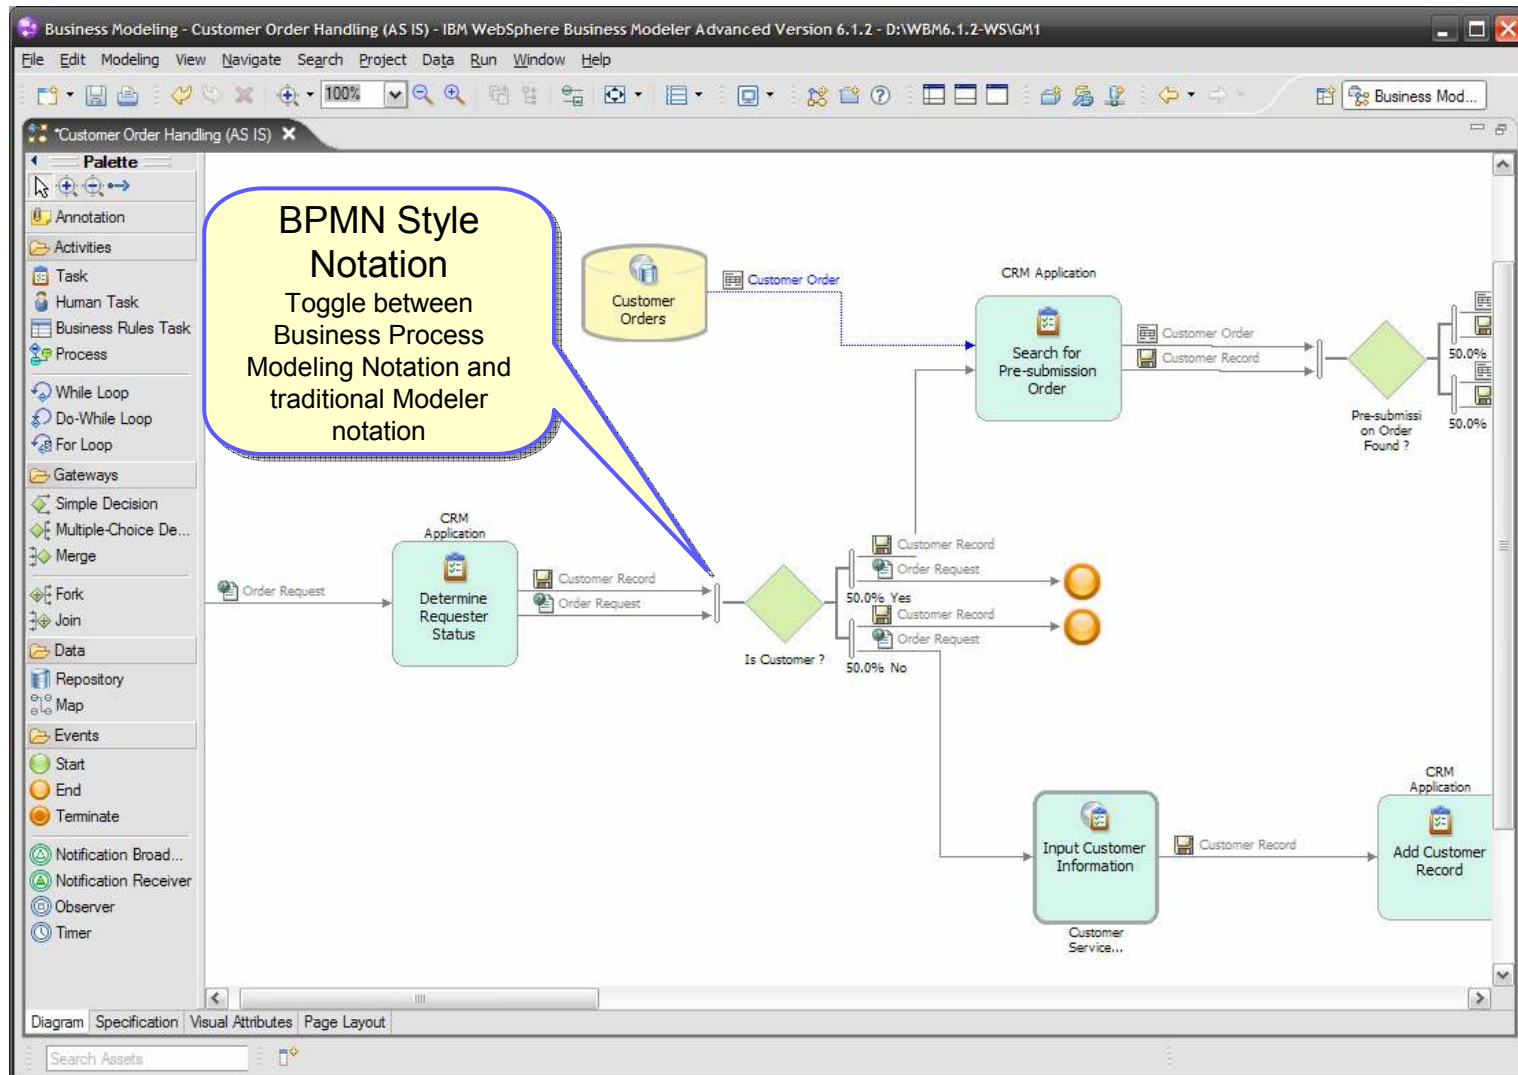 Business Modeling - Customer Order Handling (AS IS) - IBM WebSphere Business Modeler Advanced Version 6.1.2 - D:\WBM6.1.2-WS\GM1
File Edit Modeling View Navigate Search Project Data Run Window Help
100%
Business Mod...
*Customer Order Handling (AS IS)
Palette
Annotation
Activities
Task
Human Task
Business Rules Task
Process
While Loop
Do-While Loop
For Loop
Gateways
Simple Decision
Multiple-Choice De...
Merge
Fork
Join
Data
Repository
Map
Events
Start
End
Terminate
Notification Broad...
Notification Receiver
Observer
Timer
BPMN Style
Notation
Toggle between
Business Process
Modeling Notation and
traditional Modeler
notation
Customer
Orders
Customer Order
CRM Application
Search for
Pre-submission
Order
Customer Order
Customer Record
50.0%
50.0%
Pre-submissi
on Order
Found ?
Order Request
CRM
Application
Determine
Requester
Status
Customer Record
Order Request
Is Customer ?
Customer Record
Order Request
50.0% Yes
Customer Record
Order Request
50.0% No
Input Customer
Information
Customer
Service...
Customer Record
CRM
Application
Add Customer
Record
Diagram Specification Visual Attributes Page Layout
Search Assets